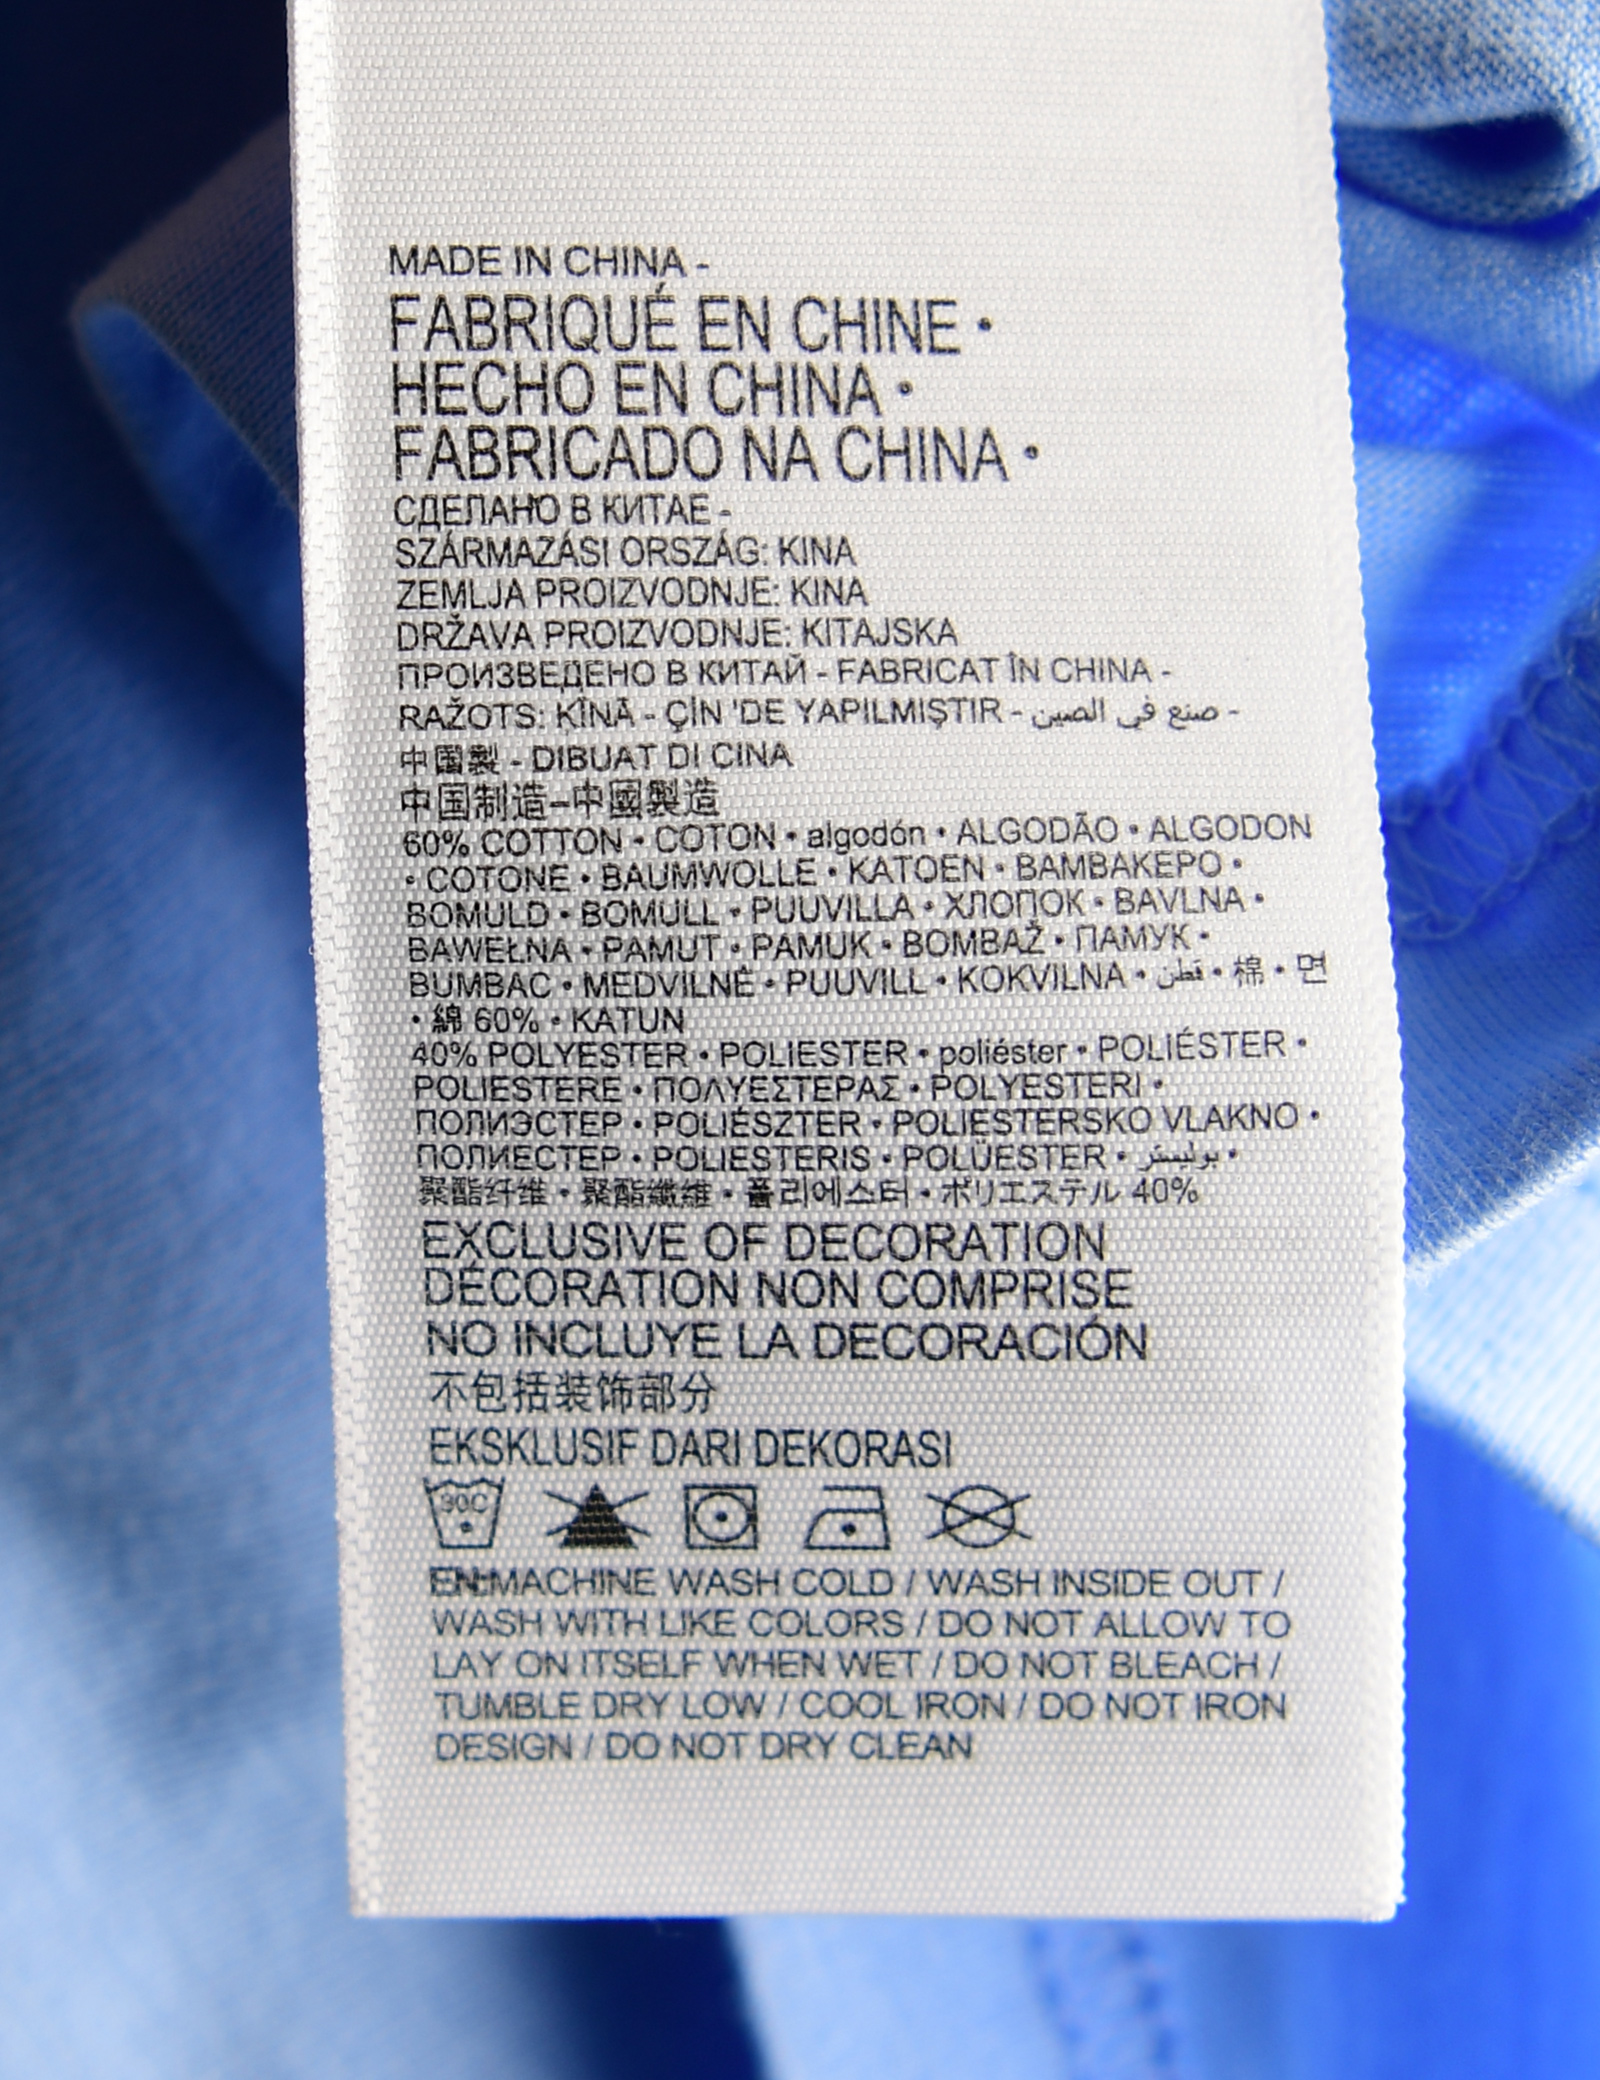 MADE IN CHINA -
FABRIQUÉ EN CHINE •
HECHO EN CHINA •
FABRICADO NA CHINA •
СДЕЛАНО В КИТАЕ -
SZÁRMAZÁSI ORSZÁG: KINA
ZEMLJA PROIZVODNJE: KINA
DRŽAVA PROIZVODNJE: KITAJSKA
ПРОИЗВЕДЕНО В КИТАЙ - FABRICAT ÎN CHINA -
RAŽOTS: ĶĪNĀ - ÇİN 'DE YAPILMIŞTIR - صنع في الصين -
中国製 - DIBUAT DI CINA
中国制造–中國製造
60% COTTON • COTON • algodón • ALGODÃO • ALGODON
• COTONE • BAUMWOLLE • KATOEN • BAMBAKEPO •
BOMULD • BOMULL • PUUVILLA • ХЛОПОК • BAVLNA •
BAWEŁNA • PAMUT • PAMUK • BOMBAŽ • ПАМУК •
BUMBAC • MEDVILNĖ • PUUVILL • KOKVILNA • قطن • 棉 • 면
• 綿 60% • KATUN
40% POLYESTER • POLIESTER • poliéster • POLIÉSTER •
POLIESTERE • ΠΟΛΥΕΣΤΕΡΑΣ • POLYESTERI •
ПОЛИЭСТЕР • POLIÉSZTER • POLIESTERSKO VLAKNO •
ПОЛИЕСТЕР • POLIESTERIS • POLÜESTER • بوليستر •
聚酯纤维 • 聚酯纖維 • 폴리에스터 • ポリエステル 40%
EXCLUSIVE OF DECORATION
DÉCORATION NON COMPRISE
NO INCLUYE LA DECORACIÓN
不包括装饰部分
EKSKLUSIF DARI DEKORASI
30C
EN:MACHINE WASH COLD / WASH INSIDE OUT /
WASH WITH LIKE COLORS / DO NOT ALLOW TO
LAY ON ITSELF WHEN WET / DO NOT BLEACH /
TUMBLE DRY LOW / COOL IRON / DO NOT IRON
DESIGN / DO NOT DRY CLEAN